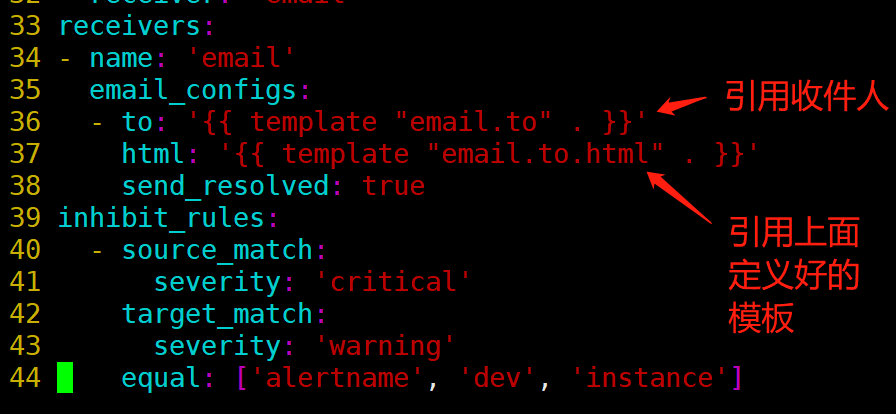 32   receiver: 'email'
33 receivers:
34 - name: 'email'
35   email_configs:
36   - to: '{{ template "email.to" . }}'
引用收件人
37     html: '{{ template "email.to.html" . }}'
38     send_resolved: true
39 inhibit_rules:
引用上面
定义好的
模板
40   - source_match:
41       severity: 'critical'
42     target_match:
43       severity: 'warning'
44     equal: ['alertname', 'dev', 'instance']